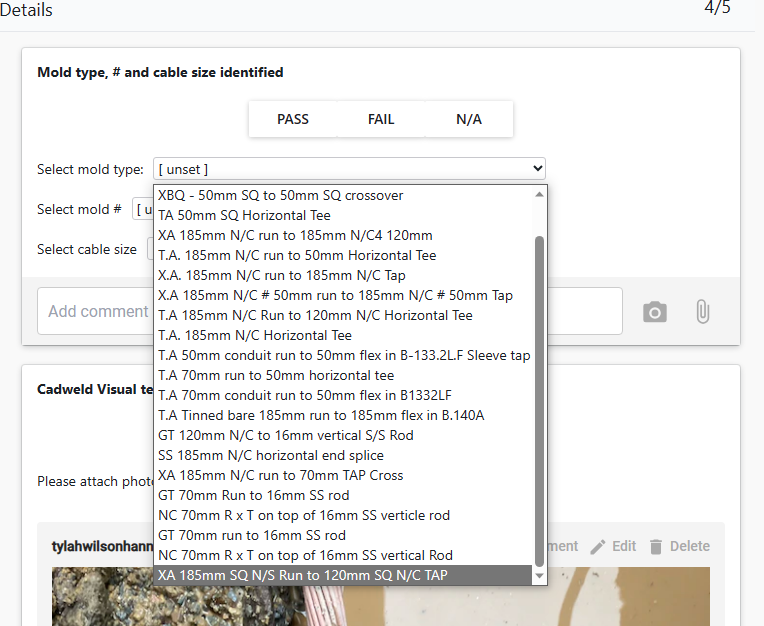 Details
4/5
Mold type, # and cable size identified
PASS FAIL N/A
Select mold type: [ unset ]
XBQ - 50mm SQ to 50mm SQ crossover
Select mold # [ u
TA 50mm SQ Horizontal Tee
XA 185mm N/C run to 185mm N/C4 120mm
Select cable size
T.A. 185mm N/C run to 50mm Horizontal Tee
X.A. 185mm N/C run to 185mm N/C Tap
X.A 185mm N/C # 50mm run to 185mm N/C # 50mm Tap
Add comment
T.A 185mm N/C Run to 120mm N/C Horizontal Tee
T.A. 185mm N/C Horizontal Tee
T.A 50mm conduit run to 50mm flex in B-133.2L.F Sleeve tap
T.A 70mm run to 50mm horizontal tee
Cadweld Visual te
T.A 70mm conduit run to 50mm flex in B1332LF
T.A Tinned bare 185mm run to 185mm flex in B.140A
GT 120mm N/C to 16mm vertical S/S Rod
SS 185mm N/C horizontal end splice
XA 185mm N/C run to 70mm TAP Cross
Please attach phot
GT 70mm Run to 16mm SS rod
NC 70mm R x T on top of 16mm SS verticle rod
GT 70mm run to 16mm SS rod
tylahwilsonhann
ment Edit Delete
NC 70mm R x T on top of 16mm SS vertical Rod
XA 185mm SQ N/S Run to 120mm SQ N/C TAP